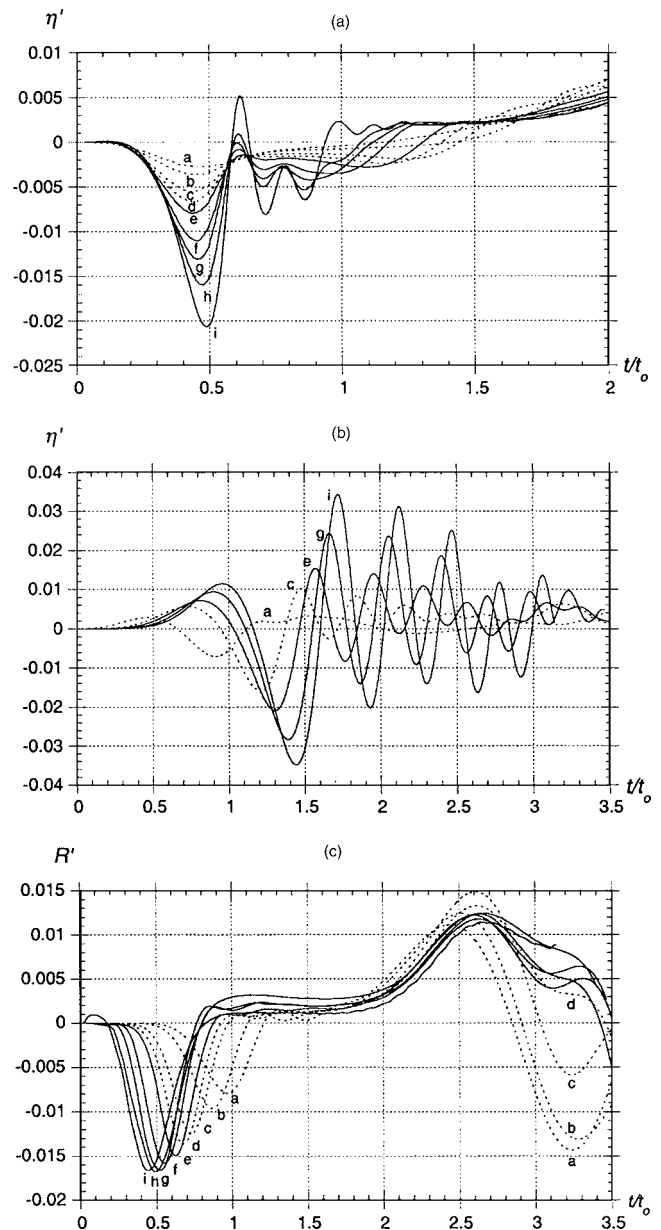 (a)
η'
0.01
0.005
0
-0.005
-0.01
-0.015
-0.02
-0.025
a
b
c
d
e
f
g
h
i
0 0.5 1 1.5 2
t/t_o
(b)
η'
0.04
0.03
0.02
0.01
0
-0.01
-0.02
-0.03
-0.04
i
g
e
c
a
0 0.5 1 1.5 2 2.5 3 3.5
t/t_o
(c)
R'
0.015
0.01
0.005
0
-0.005
-0.01
-0.015
-0.02
a
b
c
d
e
f
g
h
i
d
c
b
a
0 0.5 1 1.5 2 2.5 3 3.5
t/t_o